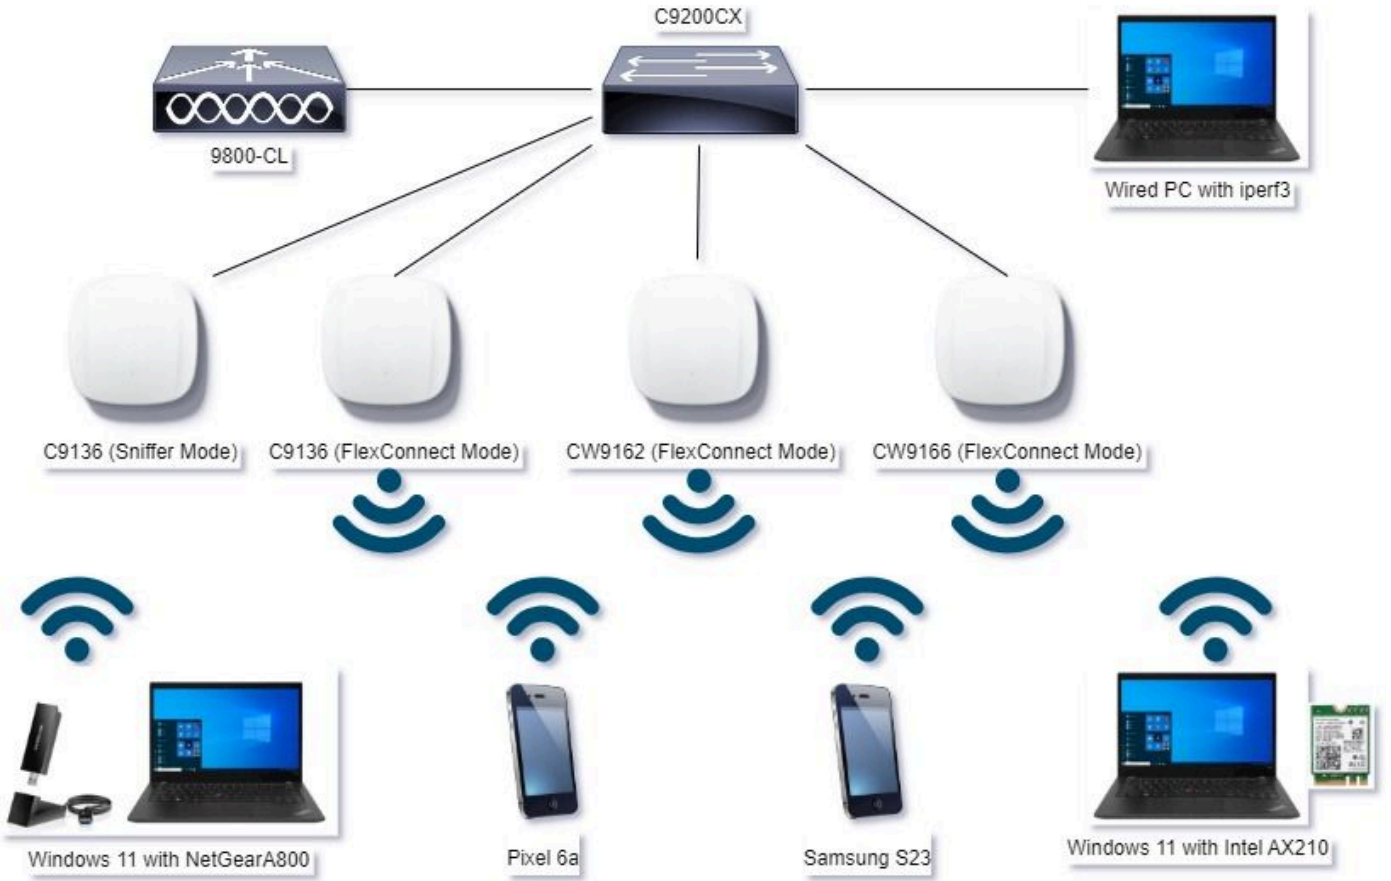 C9200CX
9800-CL
Wired PC with iperf3
C9136 (Sniffer Mode)
C9136 (FlexConnect Mode)
CW9162 (FlexConnect Mode)
CW9166 (FlexConnect Mode)
Windows 11 with NetGearA800
Pixel 6a
Samsung S23
Windows 11 with Intel AX210